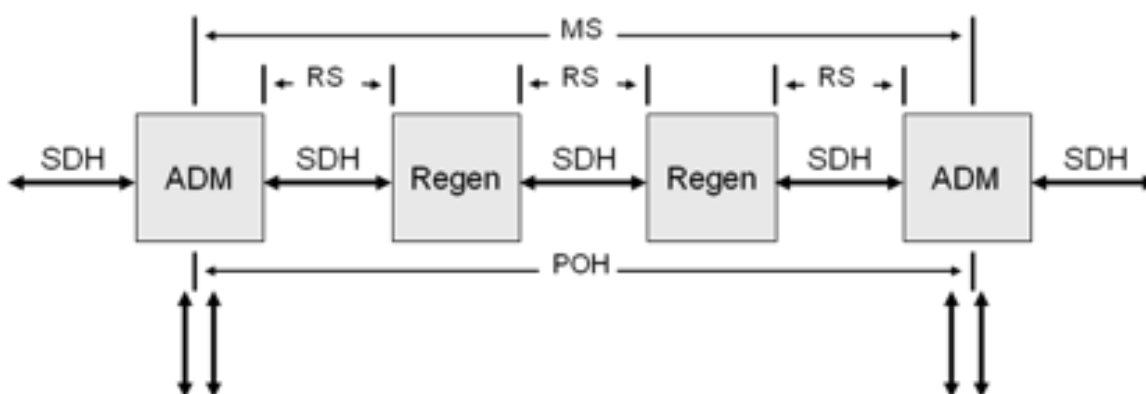 MS
RS RS RS
SDH ADM SDH Regen SDH Regen SDH ADM SDH
POH